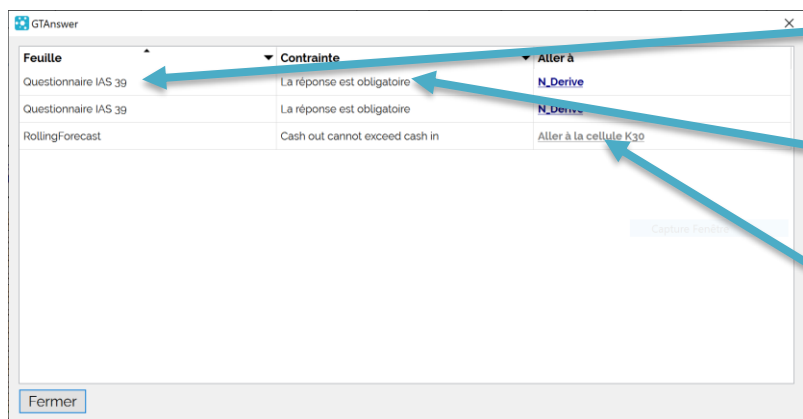 GTAnswer
Feuille Contrainte Aller à
Questionnaire IAS 39 La réponse est obligatoire N_Derive
Questionnaire IAS 39 La réponse est obligatoire N_Derive
RollingForecast Cash out cannot exceed cash in Aller à la cellule K30
Capture Fenêtre
Fermer